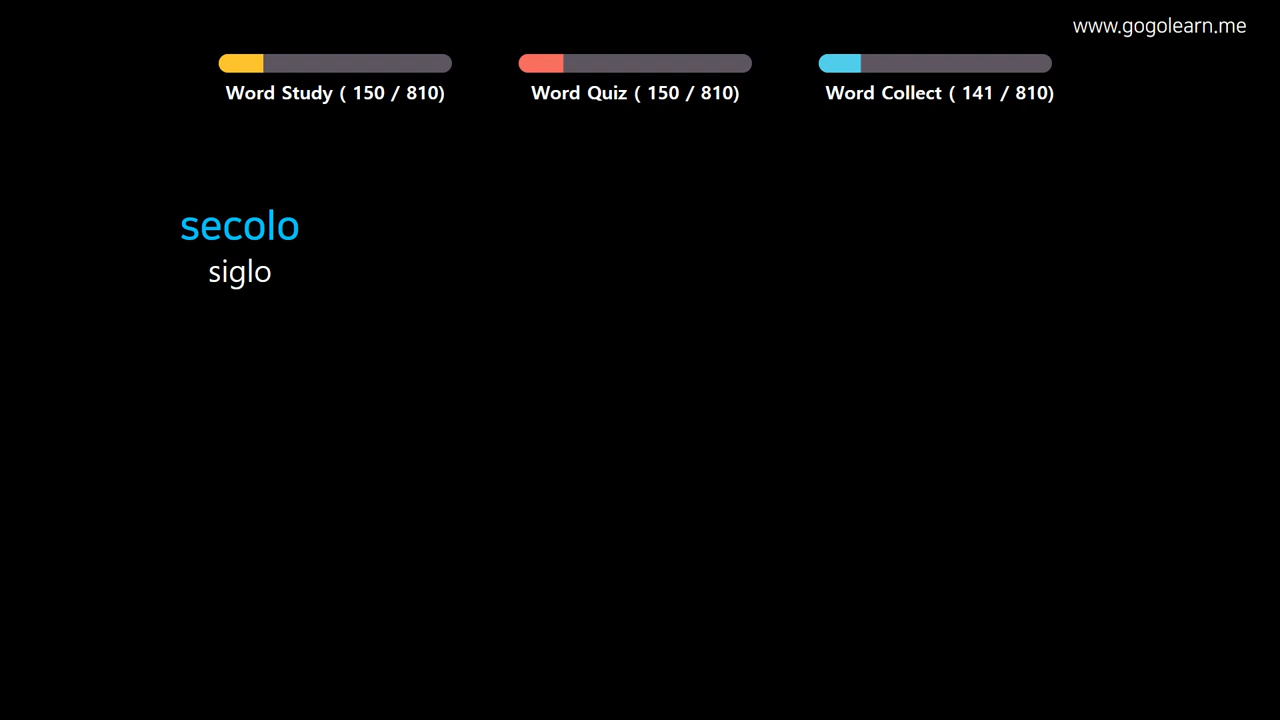 www.gogolearn.me
Word Study ( 150 / 810)
Word Quiz ( 150 / 810)
Word Collect ( 141 / 810)
secolo
siglo